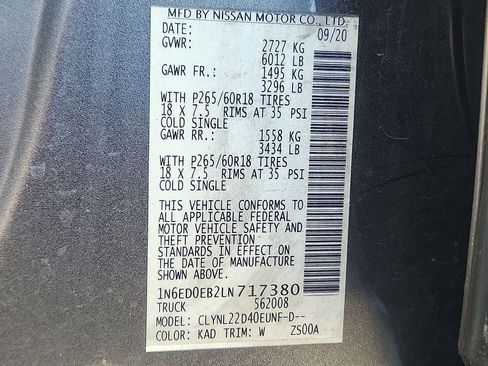 MFD BY NISSAN MOTOR CO., LTD.
DATE: 09/20
GVWR: 2727 KG
6012 LB
GAWR FR.: 1495 KG
3296 LB
WITH P265/60R18 TIRES
18 X 7.5 RIMS AT 35 PSI
COLD SINGLE
GAWR RR.: 1558 KG
3434 LB
WITH P265/60R18 TIRES
18 X 7.5 RIMS AT 35 PSI
COLD SINGLE
THIS VEHICLE CONFORMS TO
ALL APPLICABLE FEDERAL
MOTOR VEHICLE SAFETY AND
THEFT PREVENTION
STANDARDS IN EFFECT ON
THE DATE OF MANUFACTURE
SHOWN ABOVE.
1N6ED0EB2LN717380
TRUCK 562008
MODEL: CLYNL22D40EUNF-D--
COLOR: KAD TRIM: W ZS00A